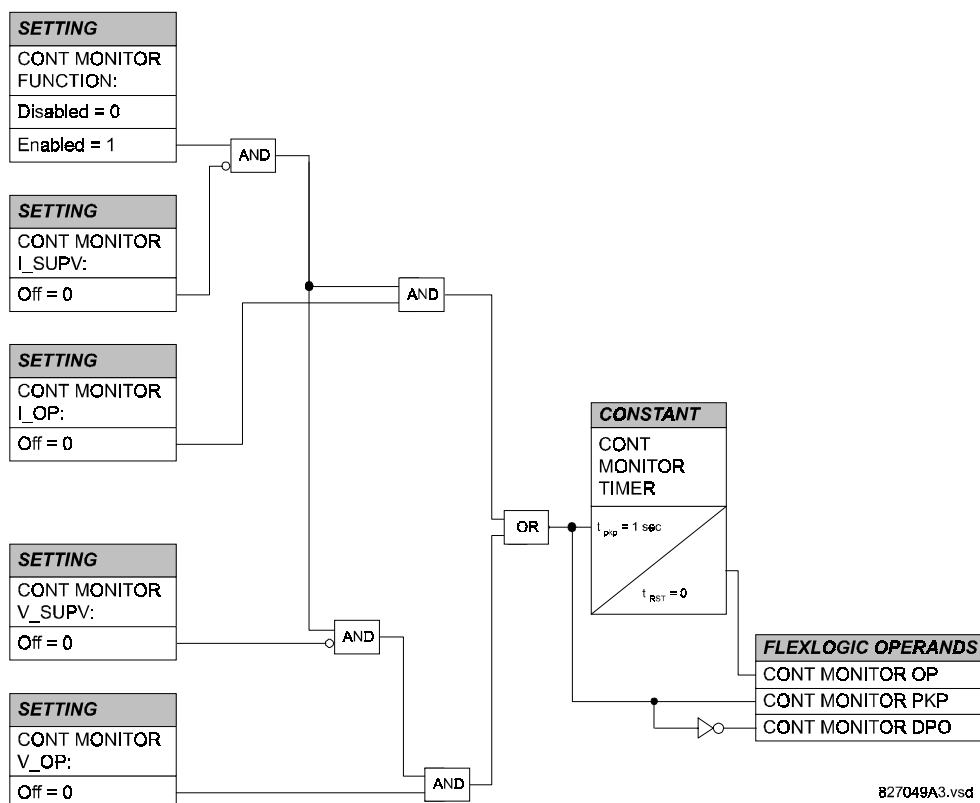 SETTING
CONT MONITOR
FUNCTION:
Disabled = 0
Enabled = 1
AND
SETTING
CONT MONITOR
I_SUPV:
Off = 0
AND
SETTING
CONT MONITOR
I_OP:
Off = 0
CONSTANT
CONT
MONITOR
TIMER
t pkp = 1 sec
t RST = 0
OR
SETTING
CONT MONITOR
V_SUPV:
Off = 0
AND
FLEXLOGIC OPERANDS
CONT MONITOR OP
CONT MONITOR PKP
CONT MONITOR DPO
SETTING
CONT MONITOR
V_OP:
Off = 0
AND
827049A3.vsd